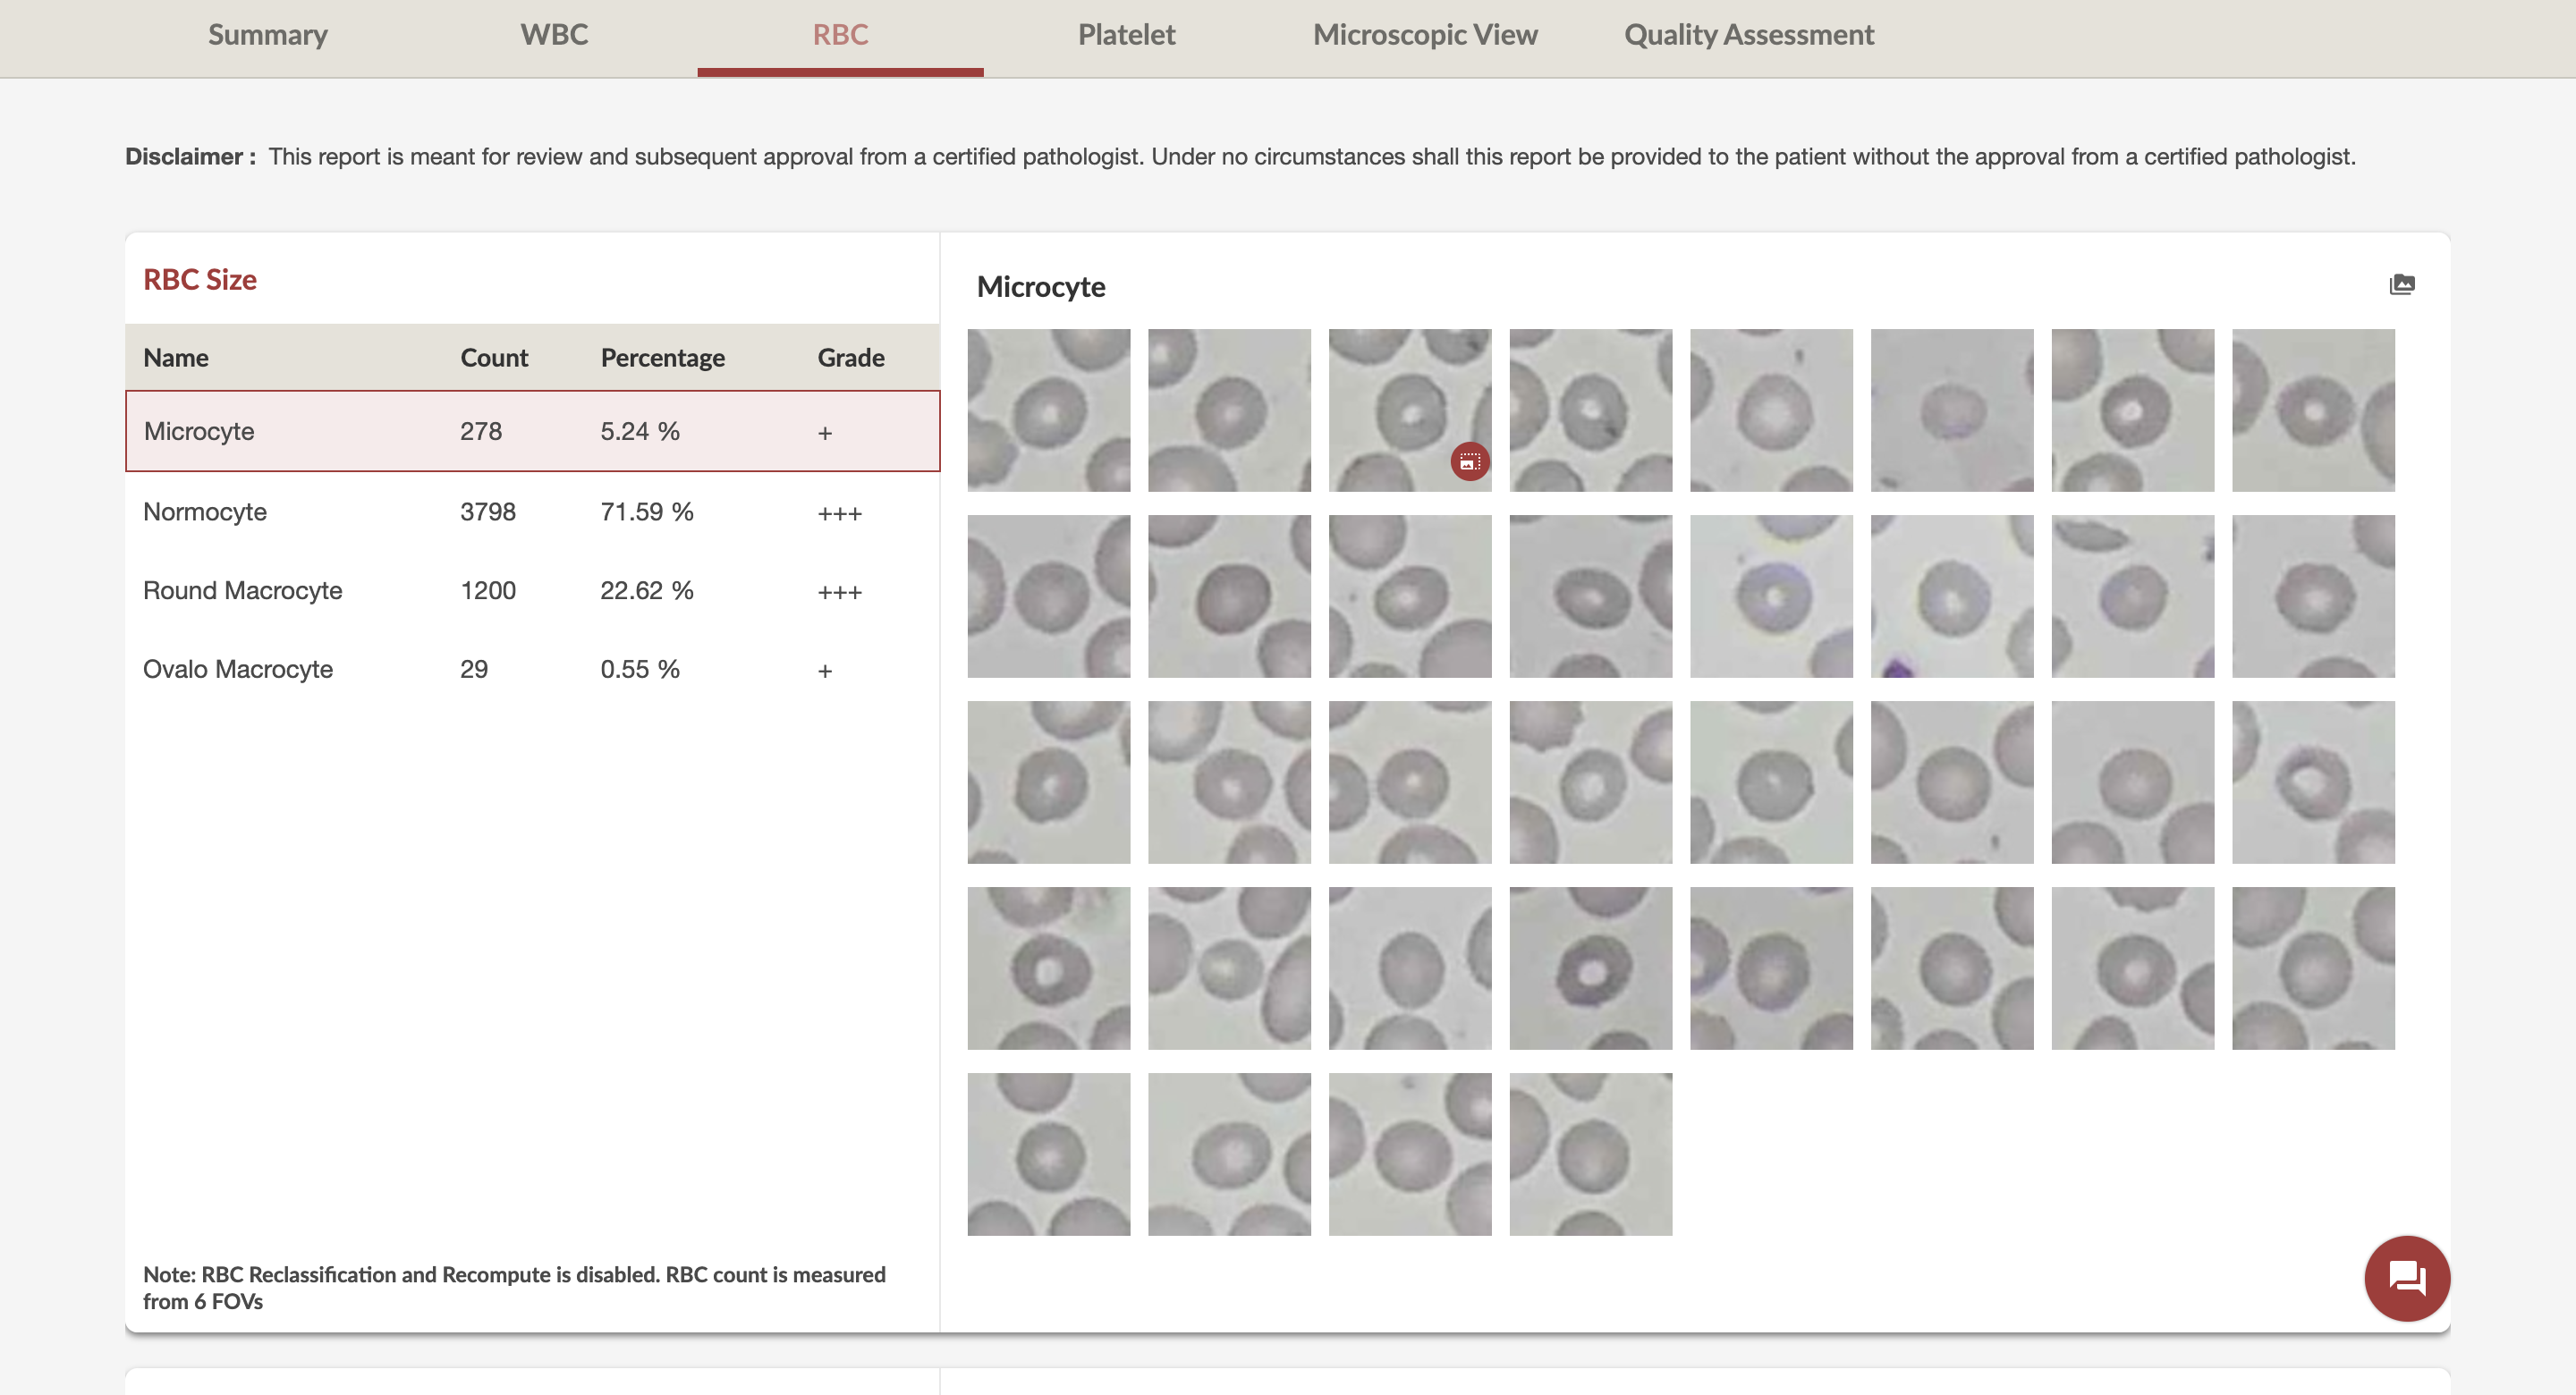 Summary WBC RBC Platelet Microscopic View Quality Assessment
Disclaimer : This report is meant for review and subsequent approval from a certified pathologist. Under no circumstances shall this report be provided to the patient without the approval from a certified pathologist.
RBC Size
Name Count Percentage Grade
Microcyte 278 5.24 % +
Normocyte 3798 71.59 % +++
Round Macrocyte 1200 22.62 % +++
Ovalo Macrocyte 29 0.55 % +
Note: RBC Reclassification and Recompute is disabled. RBC count is measured
from 6 FOVs
Microcyte